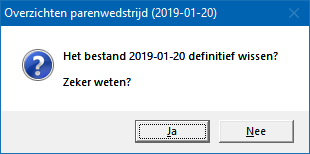 Overzichten parenwedstrijd (2019-01-20)
Het bestand 2019-01-20 definitief wissen?
Zeker weten?
Ja
Nee